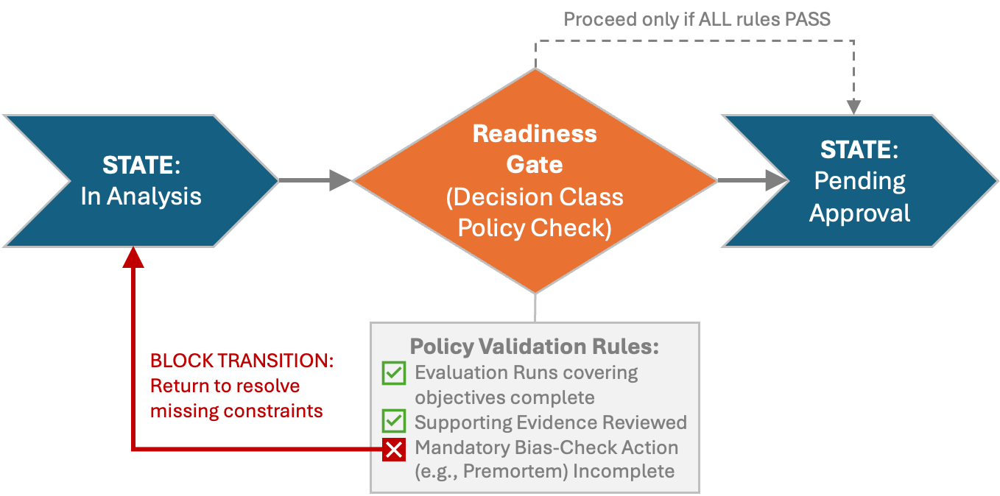 Proceed only if ALL rules PASS
STATE:
In Analysis
Readiness
Gate
(Decision Class
Policy Check)
STATE:
Pending
Approval
BLOCK TRANSITION:
Return to resolve
missing constraints
Policy Validation Rules:
Evaluation Runs covering
objectives complete
Supporting Evidence Reviewed
Mandatory Bias-Check Action
(e.g., Premortem) Incomplete